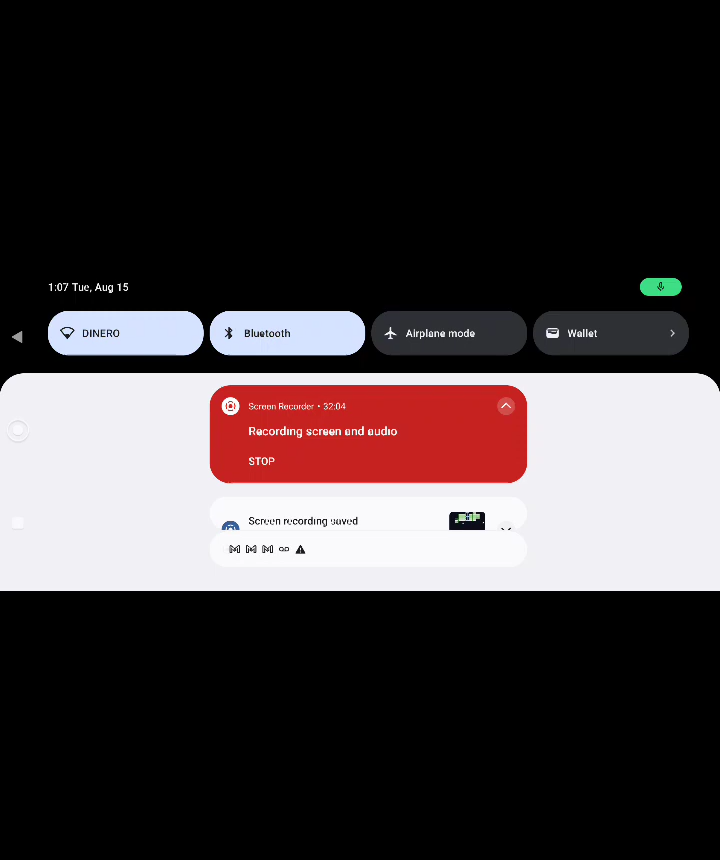 1:07 Tue, Aug 15
DINERO
Bluetooth
Airplane mode
Wallet
Screen Recorder • 32:04
Recording screen and audio
STOP
Screen recording saved